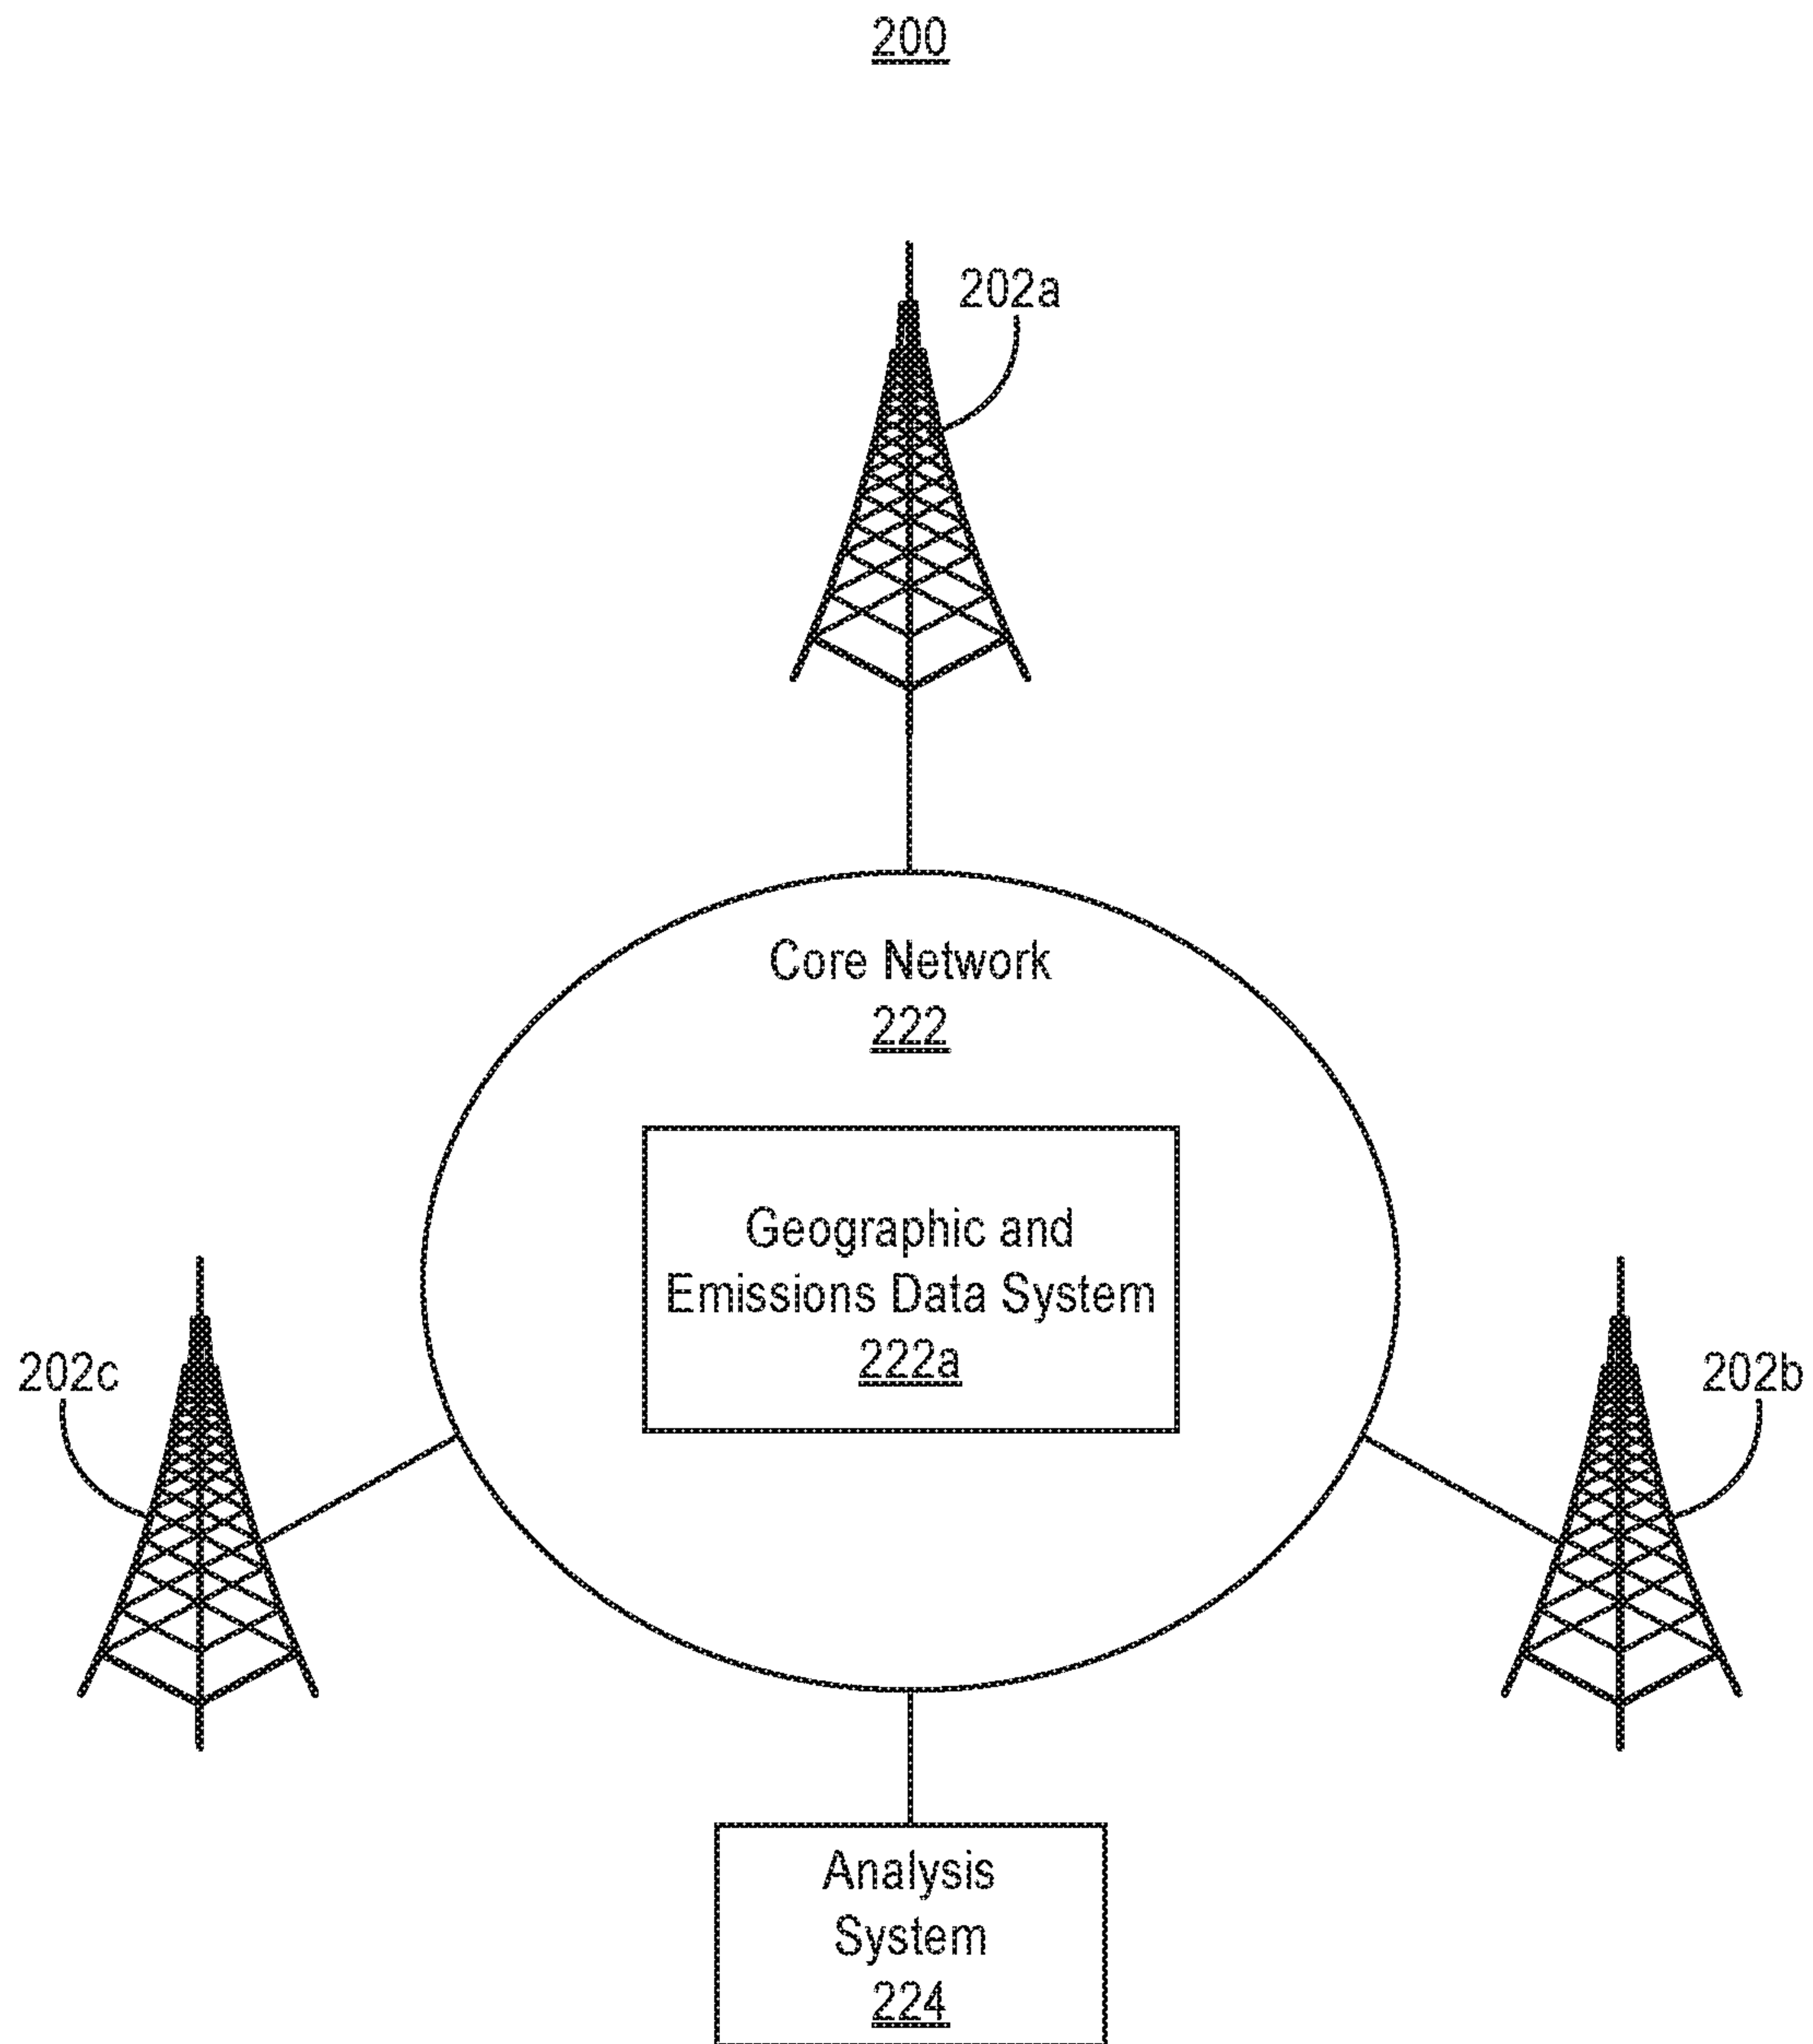 200
202a
Core Network
222
Geographic and
Emissions Data System
222a
202c
202b
Analysis
System
224